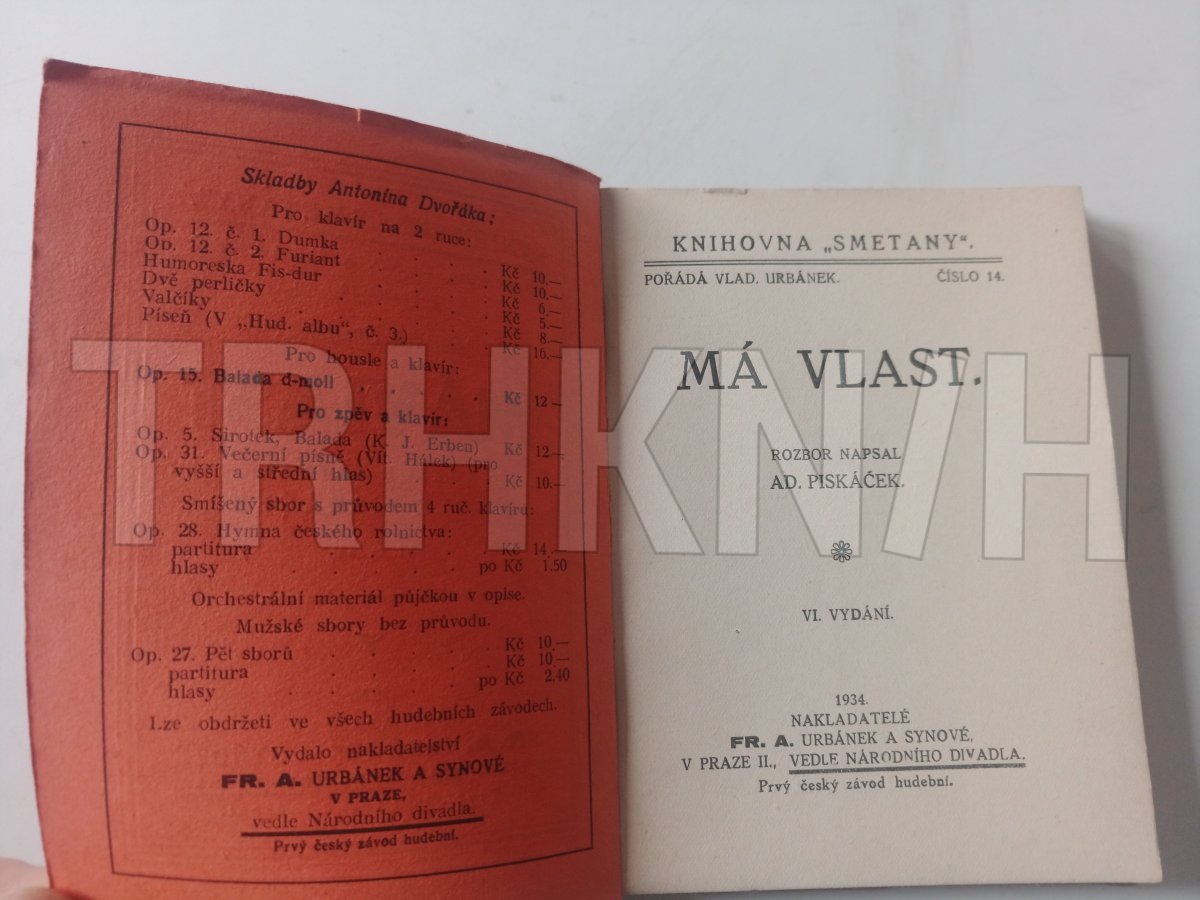 Skladby Antonína Dvořáka:
Pro klavír na 2 ruce:
Op. 12. č. 1. Dumka . . . . Kč 10.—
Op. 12. č. 2. Furiant . . . . Kč 10.—
Humoreska Fis-dur . . . . Kč 6.—
Dvě perličky . . . . . Kč 5.—
Valčíky . . . . . . Kč 8.—
Píseň (V „Hud. albu“, č. 3.) . Kč 16.—
Pro housle a klavír:
Op. 15. Balada d-moll . . . . Kč 12 —
Pro zpěv a klavír:
Op. 5. Sirotek, Balada (K. J. Erben) Kč 12.—
Op. 31. Večerní písně (Vít. Hálek) (pro
vyšší a střední hlas) . . . Kč 10.—
Smíšený sbor s průvodem 4 ruč. klavíru:
Op. 28. Hymna českého rolnictva:
partitura . . . . . Kč 14.—
hlasy . . . . . po Kč 1.50
Orchestrální materiál půjčkou v opise.
Mužské sbory bez průvodu.
Op. 27. Pět sborů . . . . Kč 10.—
partitura . . . . . Kč 10—
hlasy . . . . . po Kč 2.40
Lze obdržeti ve všech hudebních závodech.
Vydalo nakladatelství
FR. A. URBÁNEK A SYNOVÉ
V PRAZE,
vedle Národního divadla.
Prvý český závod hudební.
KNIHOVNA „SMETANY“.
POŘÁDÁ VLAD. URBÁNEK. ČÍSLO 14.
MÁ VLAST.
ROZBOR NAPSAL
AD. PISKÁČEK.
VI. VYDÁNÍ.
1934.
NAKLADATELÉ
FR. A. URBÁNEK A SYNOVÉ,
V PRAZE II., VEDLE NÁRODNÍHO DIVADLA.
Prvý český závod hudební.
TRHKNIH